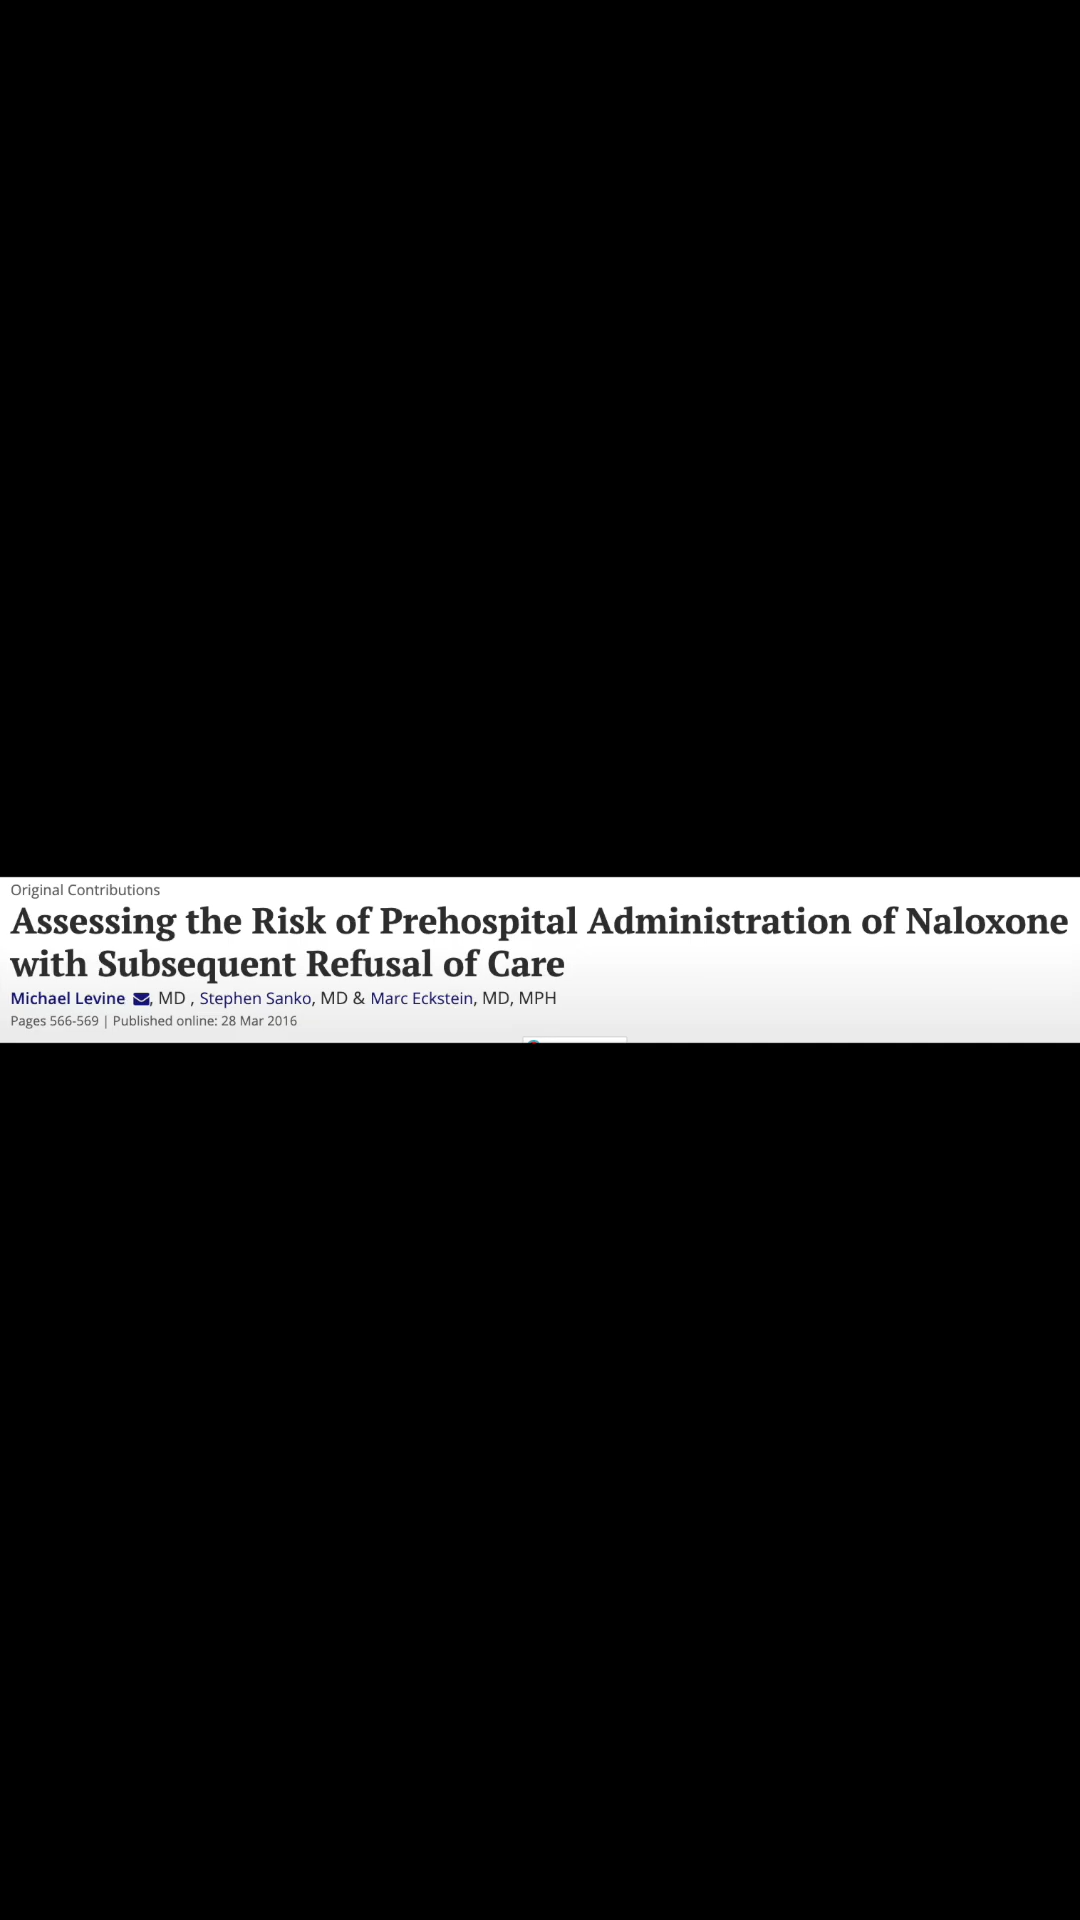 Original Contributions
Assessing the Risk of Prehospital Administration of Naloxone
with Subsequent Refusal of Care
Michael Levine, MD , Stephen Sanko, MD & Marc Eckstein, MD, MPH
Pages 566-569 | Published online: 28 Mar 2016